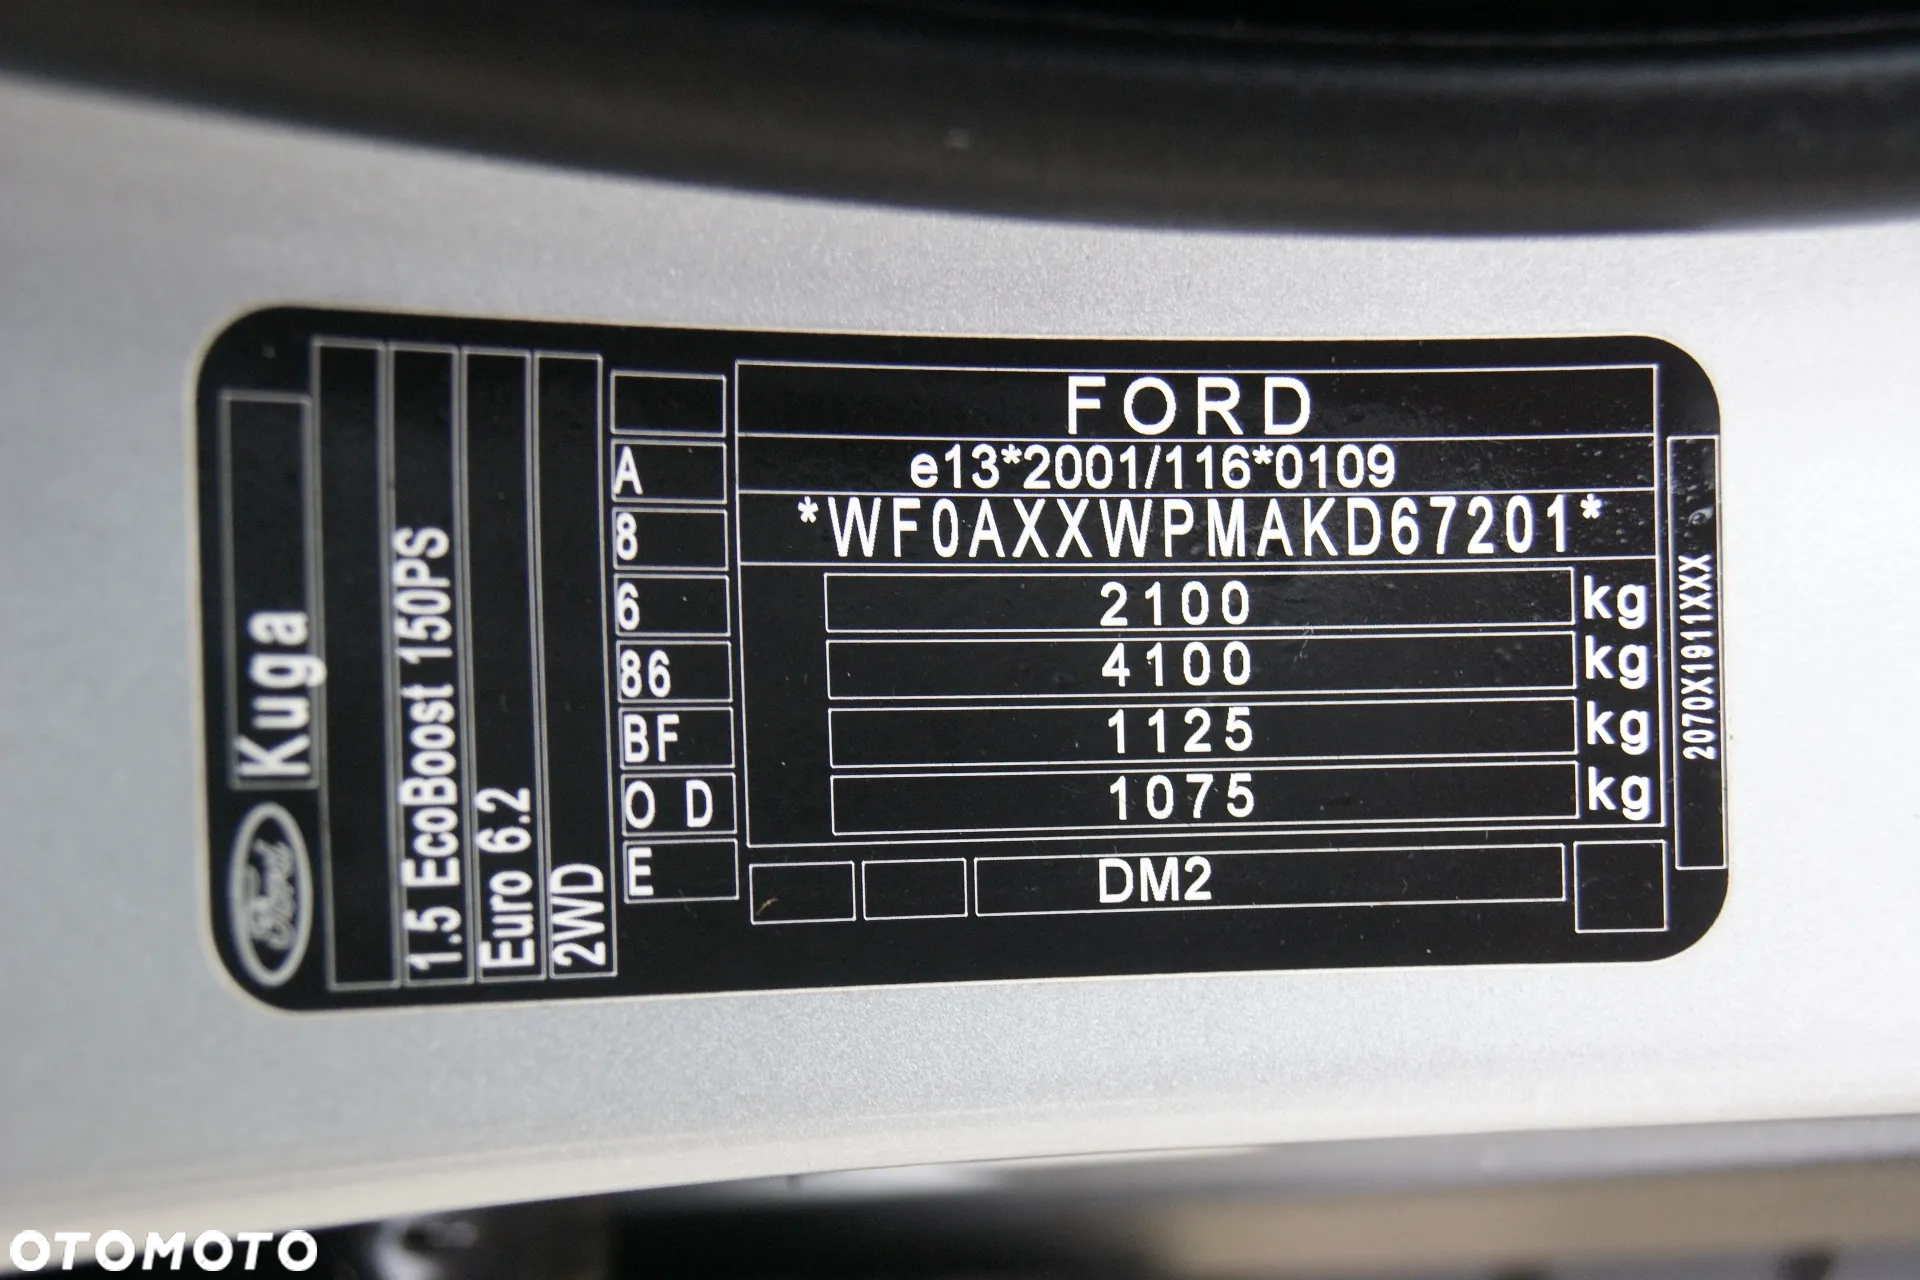 FORD
e13*2001/116*0109
*WF0AXXWPMAKD67201*
2100 kg
4100 kg
1125 kg
1075 kg
DM2
A
8
6
86
BF
O D
E
Ford
Kuga
1.5 EcoBoost 150PS
Euro 6.2
2WD
2070X1911XXX
OTOMOTO